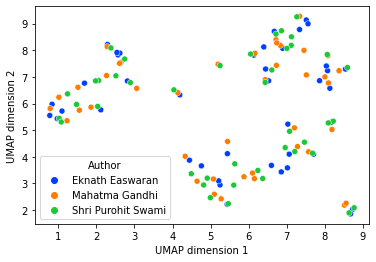 UMAP dimension 2
9
8
7
6
5
4
3
2
Author
Eknath Easwaran
Mahatma Gandhi
Shri Purohit Swami
1 2 3 4 5 6 7 8 9
UMAP dimension 1